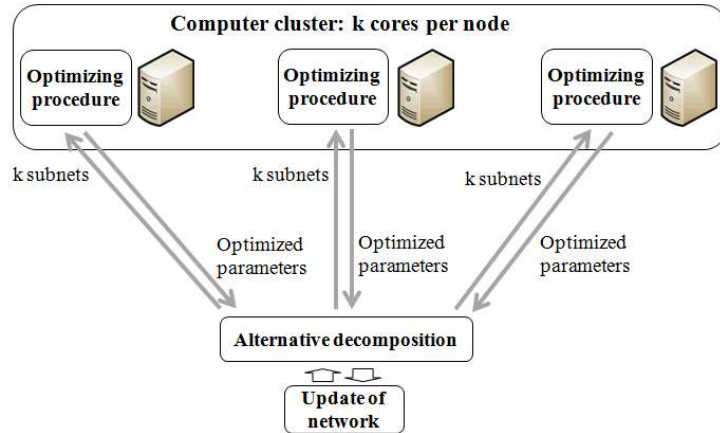 Computer cluster: k cores per node
Optimizing
procedure
Optimizing
procedure
Optimizing
procedure
k subnets
k subnets
k subnets
Optimized
parameters
Optimized
parameters
Optimized
parameters
Alternative decomposition
Update of
network